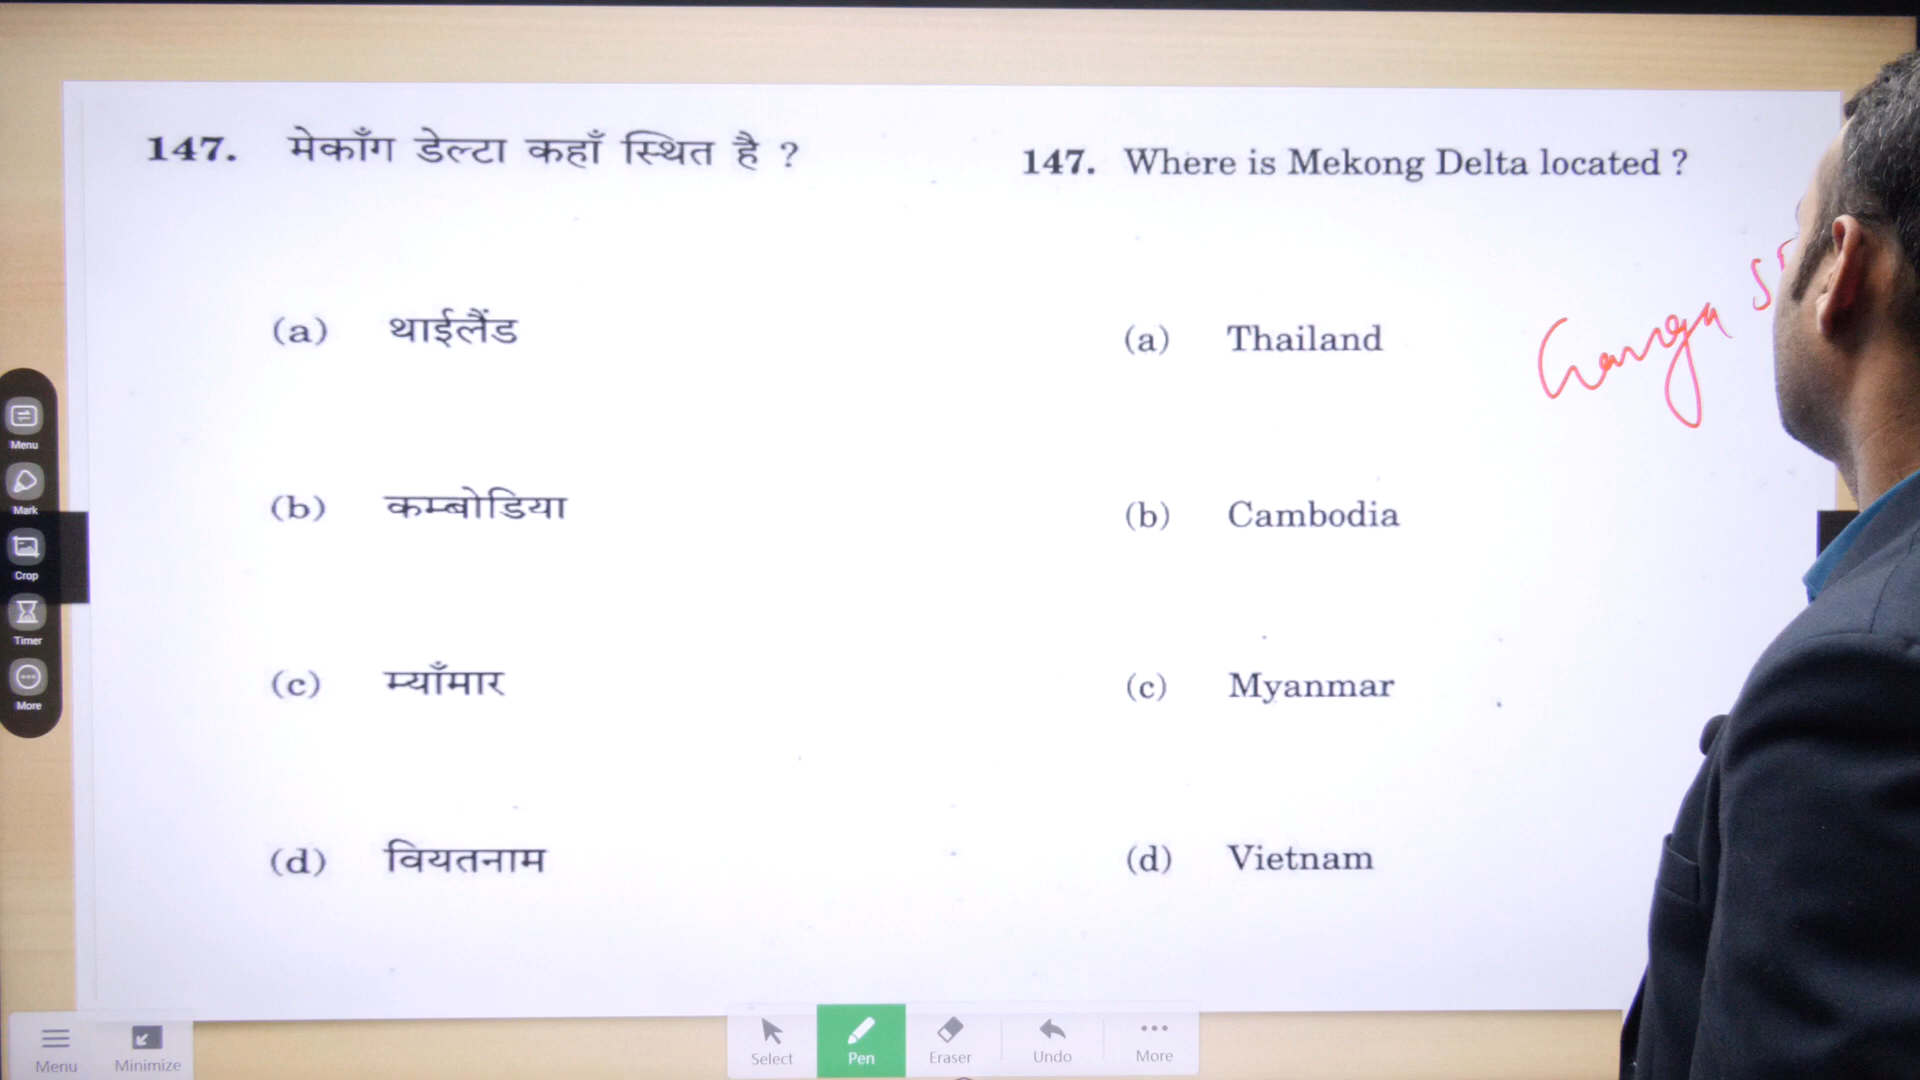 147. मेकाँग डेल्टा कहाँ स्थित है ?
(a) थाईलैंड
(b) कम्बोडिया
(c) म्याँमार
(d) वियतनाम
147. Where is Mekong Delta located ?
(a) Thailand
(b) Cambodia
(c) Myanmar
(d) Vietnam
Ganga
Menu
Mark
Crop
Timer
More
Menu
Minimize
Select
Pen
Eraser
Undo
More